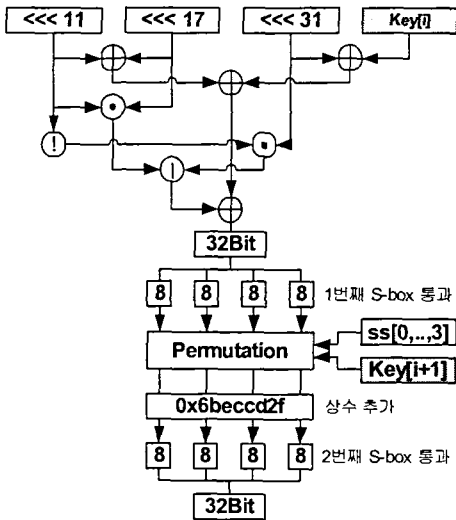 <<< 11
<<< 17
<<< 31
Key[i]
!
|
32Bit
8 8 8 8
1번째 S-box 통과
Permutation
ss[0,..,3]
Key[i+1]
0x6beccd2f
상수 추가
8 8 8 8
2번째 S-box 통과
32Bit